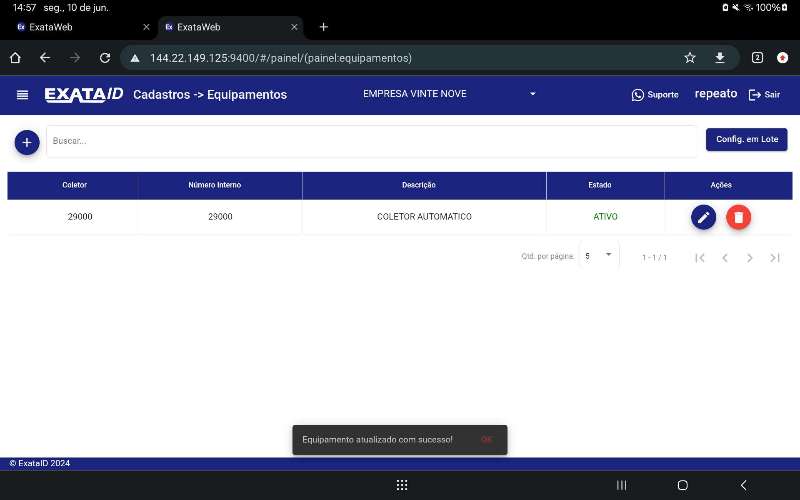 14:57 seg., 10 de jun. 100%
Ex ExataWeb Ex ExataWeb
144.22.149.125:9400/#/painel/(painel:equipamentos) 2
EXATAID Cadastros -> Equipamentos EMPRESA VINTE NOVE Suporte repeato Sair
Buscar... Config. em Lote
Coletor Número Interno Descrição Estado Ações
29000 29000 COLETOR AUTOMATICO ATIVO
Qtd. por página: 5 1 - 1 / 1
Equipamento atualizado com sucesso! OK
© ExataID 2024